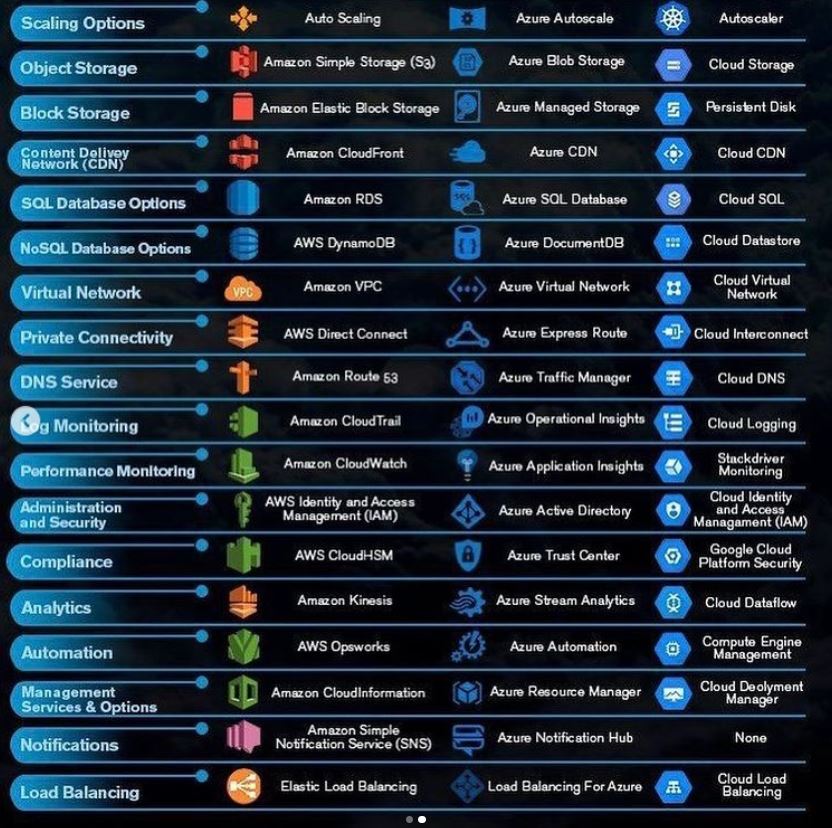 Scaling Options
Auto Scaling
Azure Autoscale
Autoscaler
Object Storage
Amazon Simple Storage (S3)
Azure Blob Storage
Cloud Storage
Block Storage
Amazon Elastic Block Storage
Azure Managed Storage
Persistent Disk
Content Delivey
Network (CDN)
Amazon CloudFront
Azure CDN
Cloud CDN
SQL Database Options
Amazon RDS
Azure SQL Database
Cloud SQL
NoSQL Database Options
AWS DynamoDB
Azure DocumentDB
Cloud Datastore
Virtual Network
VPC
Amazon VPC
Azure Virtual Network
Cloud Virtual
Network
Private Connectivity
AWS Direct Connect
Azure Express Route
Cloud Interconnect
DNS Service
Amazon Route 53
Azure Traffic Manager
Cloud DNS
Monitoring
Amazon CloudTrail
Azure Operational Insights
Cloud Logging
Performance Monitoring
Amazon CloudWatch
Azure Application Insights
Stackdriver
Monitoring
Administration
and Security
AWS Identity and Access
Management (IAM)
Azure Active Directory
Cloud Identity
and Access
Managament (IAM)
Compliance
AWS CloudHSM
Azure Trust Center
Google Cloud
Platform Security
Analytics
Amazon Kinesis
Azure Stream Analytics
Cloud Dataflow
Automation
AWS Opsworks
Azure Automation
Compute Engine
Management
Management
Services & Options
Amazon CloudInformation
Azure Resource Manager
Cloud Deolyment
Manager
Notifications
Amazon Simple
Notification Service (SNS)
Azure Notification Hub
None
Load Balancing
Elastic Load Balancing
Load Balancing For Azure
Cloud Load
Balancing